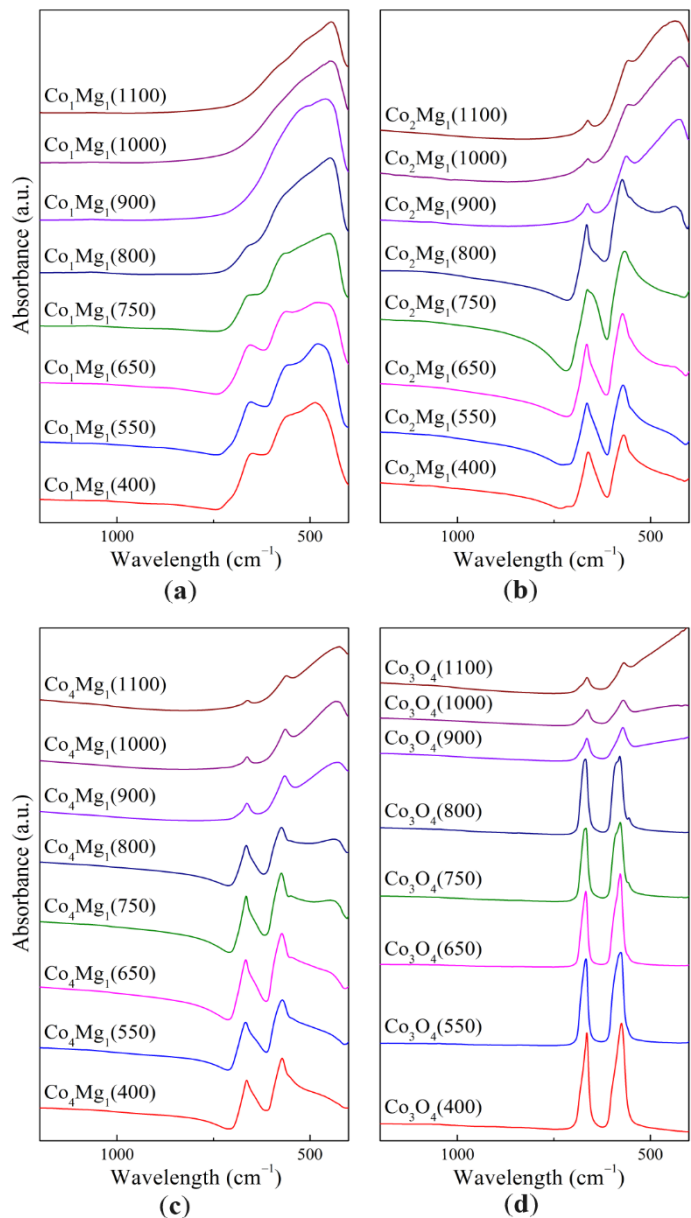 Absorbance (a.u.)
Co₁Mg₁(1100)
Co₁Mg₁(1000)
Co₁Mg₁(900)
Co₁Mg₁(800)
Co₁Mg₁(750)
Co₁Mg₁(650)
Co₁Mg₁(550)
Co₁Mg₁(400)
1000 500
Wavelength (cm⁻¹)
(a)
Co₂Mg₁(1100)
Co₂Mg₁(1000)
Co₂Mg₁(900)
Co₂Mg₁(800)
Co₂Mg₁(750)
Co₂Mg₁(650)
Co₂Mg₁(550)
Co₂Mg₁(400)
1000 500
Wavelength (cm⁻¹)
(b)
Absorbance (a.u.)
Co₄Mg₁(1100)
Co₄Mg₁(1000)
Co₄Mg₁(900)
Co₄Mg₁(800)
Co₄Mg₁(750)
Co₄Mg₁(650)
Co₄Mg₁(550)
Co₄Mg₁(400)
1000 500
Wavelength (cm⁻¹)
(c)
Co₃O₄(1100)
Co₃O₄(1000)
Co₃O₄(900)
Co₃O₄(800)
Co₃O₄(750)
Co₃O₄(650)
Co₃O₄(550)
Co₃O₄(400)
1000 500
Wavelength (cm⁻¹)
(d)